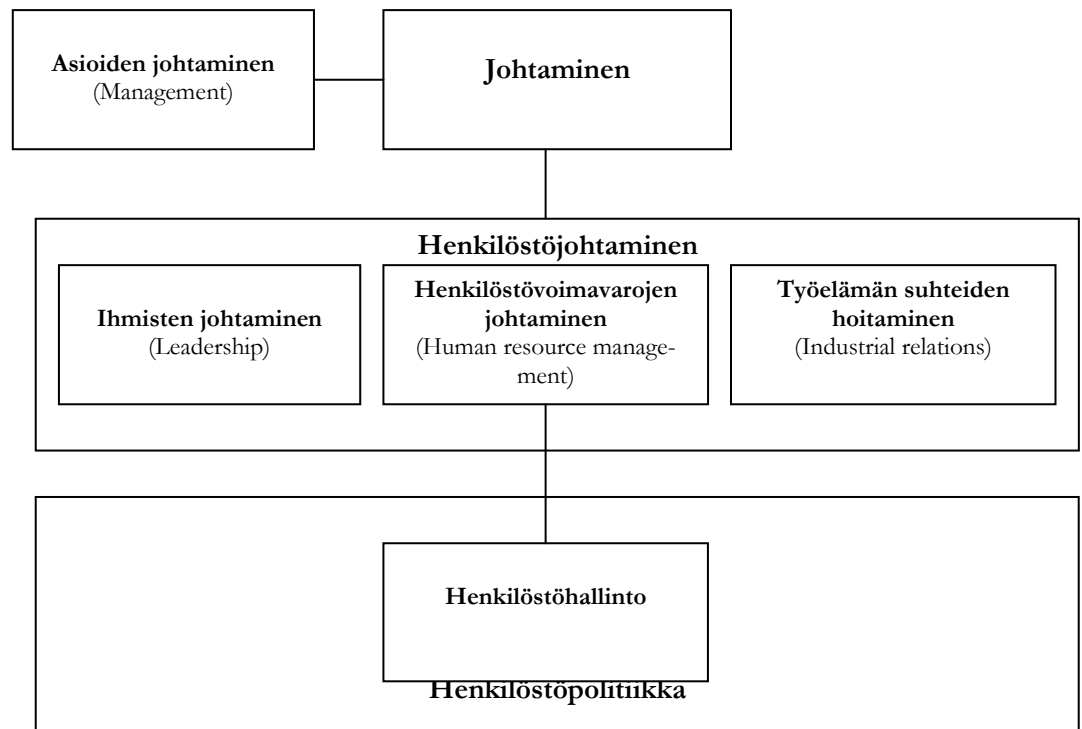 Asioiden johtaminen
(Management)
Johtaminen
Henkilöstöjohtaminen
Ihmisten johtaminen
(Leadership)
Henkilöstövoimavarojen
johtaminen
(Human resource manage-
ment)
Työelämän suhteiden
hoitaminen
(Industrial relations)
Henkilöstöhallinto
Henkilöstöpolitiikka